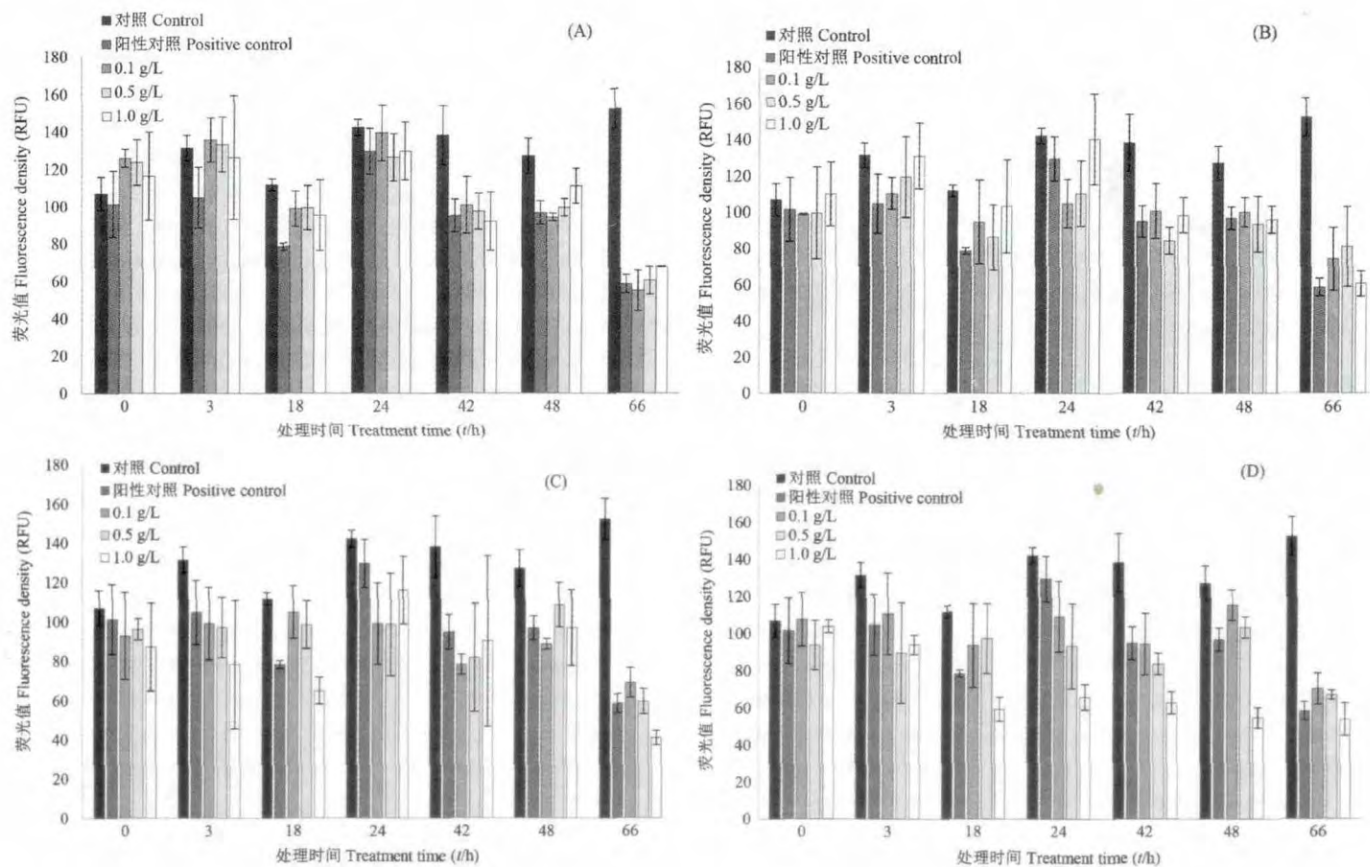 对照 Control
阳性对照 Positive control
0.1 g/L
0.5 g/L
1.0 g/L
(A)
荧光值 Fluorescence density (RFU)
180
160
140
120
100
80
60
40
20
0
0 3 18 24 42 48 66
处理时间 Treatment time (t/h)
对照 Control
阳性对照 Positive control
0.1 g/L
0.5 g/L
1.0 g/L
(B)
荧光值 Fluorescence density (RFU)
180
160
140
120
100
80
60
40
20
0
0 3 18 24 42 48 66
处理时间 Treatment time (t/h)
对照 Control
阳性对照 Positive control
0.1 g/L
0.5 g/L
1.0 g/L
(C)
荧光值 Fluorescence density (RFU)
180
160
140
120
100
80
60
40
20
0
0 3 18 24 42 48 66
处理时间 Treatment time (t/h)
对照 Control
阳性对照 Positive control
0.1 g/L
0.5 g/L
1.0 g/L
(D)
荧光值 Fluorescence density (RFU)
180
160
140
120
100
80
60
40
20
0
0 3 18 24 42 48 66
处理时间 Treatment time (t/h)